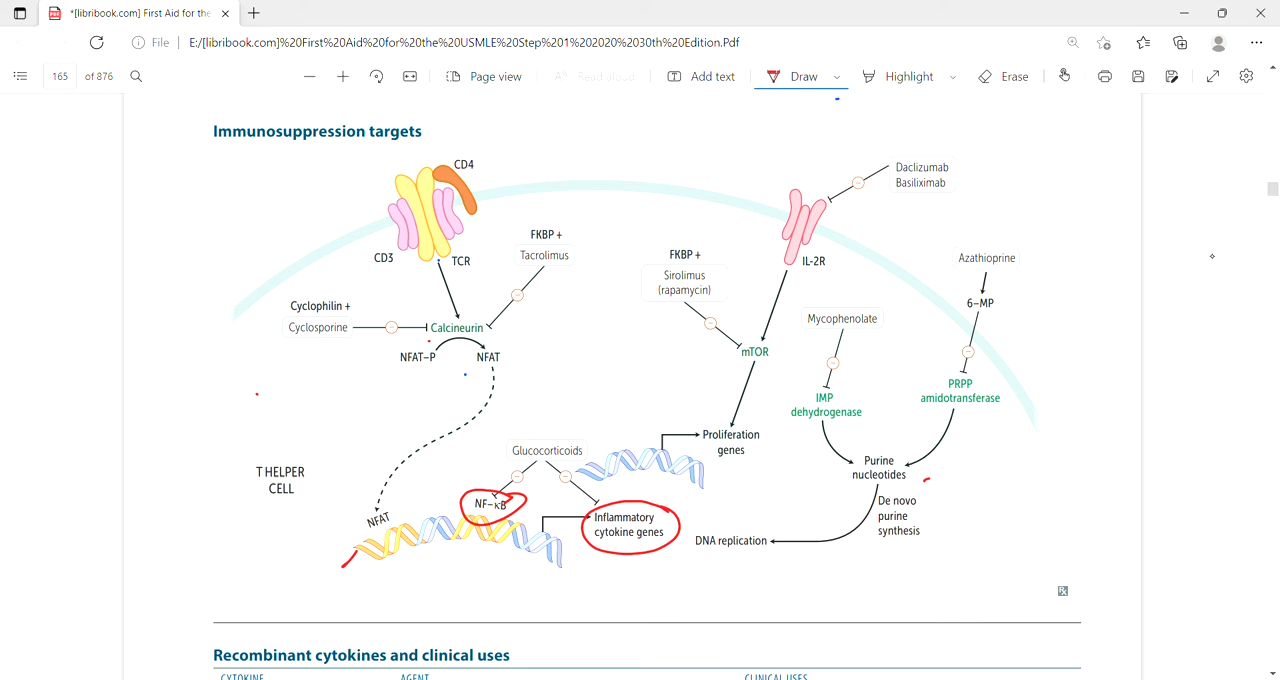 *[libribook.com] First Aid for the
File
E:/[libribook.com]%20First%20Aid%20for%20the%20USMLE%20Step%201%202020%2030th%20Edition.Pdf
165 of 876
Page view
Read aloud
Add text
Draw
Highlight
Erase
Immunosuppression targets
CD4
CD3
TCR
Daclizumab
Basiliximab
FKBP +
Tacrolimus
FKBP +
Sirolimus
(rapamycin)
IL-2R
Azathioprine
6–MP
Cyclophilin +
Cyclosporine
Calcineurin
NFAT–P
NFAT
Mycophenolate
mTOR
IMP
dehydrogenase
PRPP
amidotransferase
Proliferation
genes
Glucocorticoids
Purine
nucleotides
T HELPER
CELL
NF–κB
NFAT
Inflammatory
cytokine genes
De novo
purine
synthesis
DNA replication
Rx
Recombinant cytokines and clinical uses
CYTOKINE
AGENT
CLINICAL USES